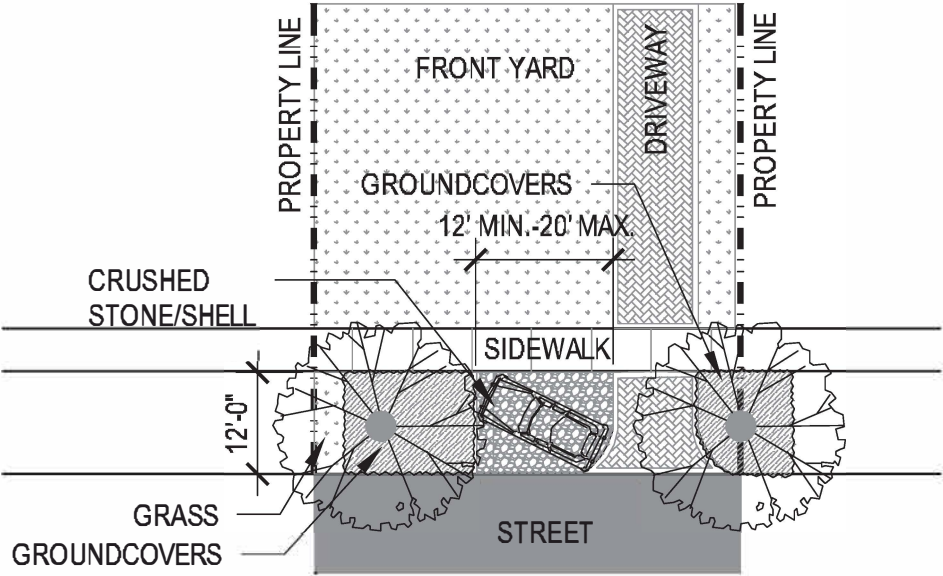 PROPERTY LINE
FRONT YARD
DRIVEWAY
PROPERTY LINE
GROUNDCOVERS
12' MIN.-20' MAX.
CRUSHED
STONE/SHELL
SIDEWALK
12'-0"
GRASS
GROUNDCOVERS
STREET